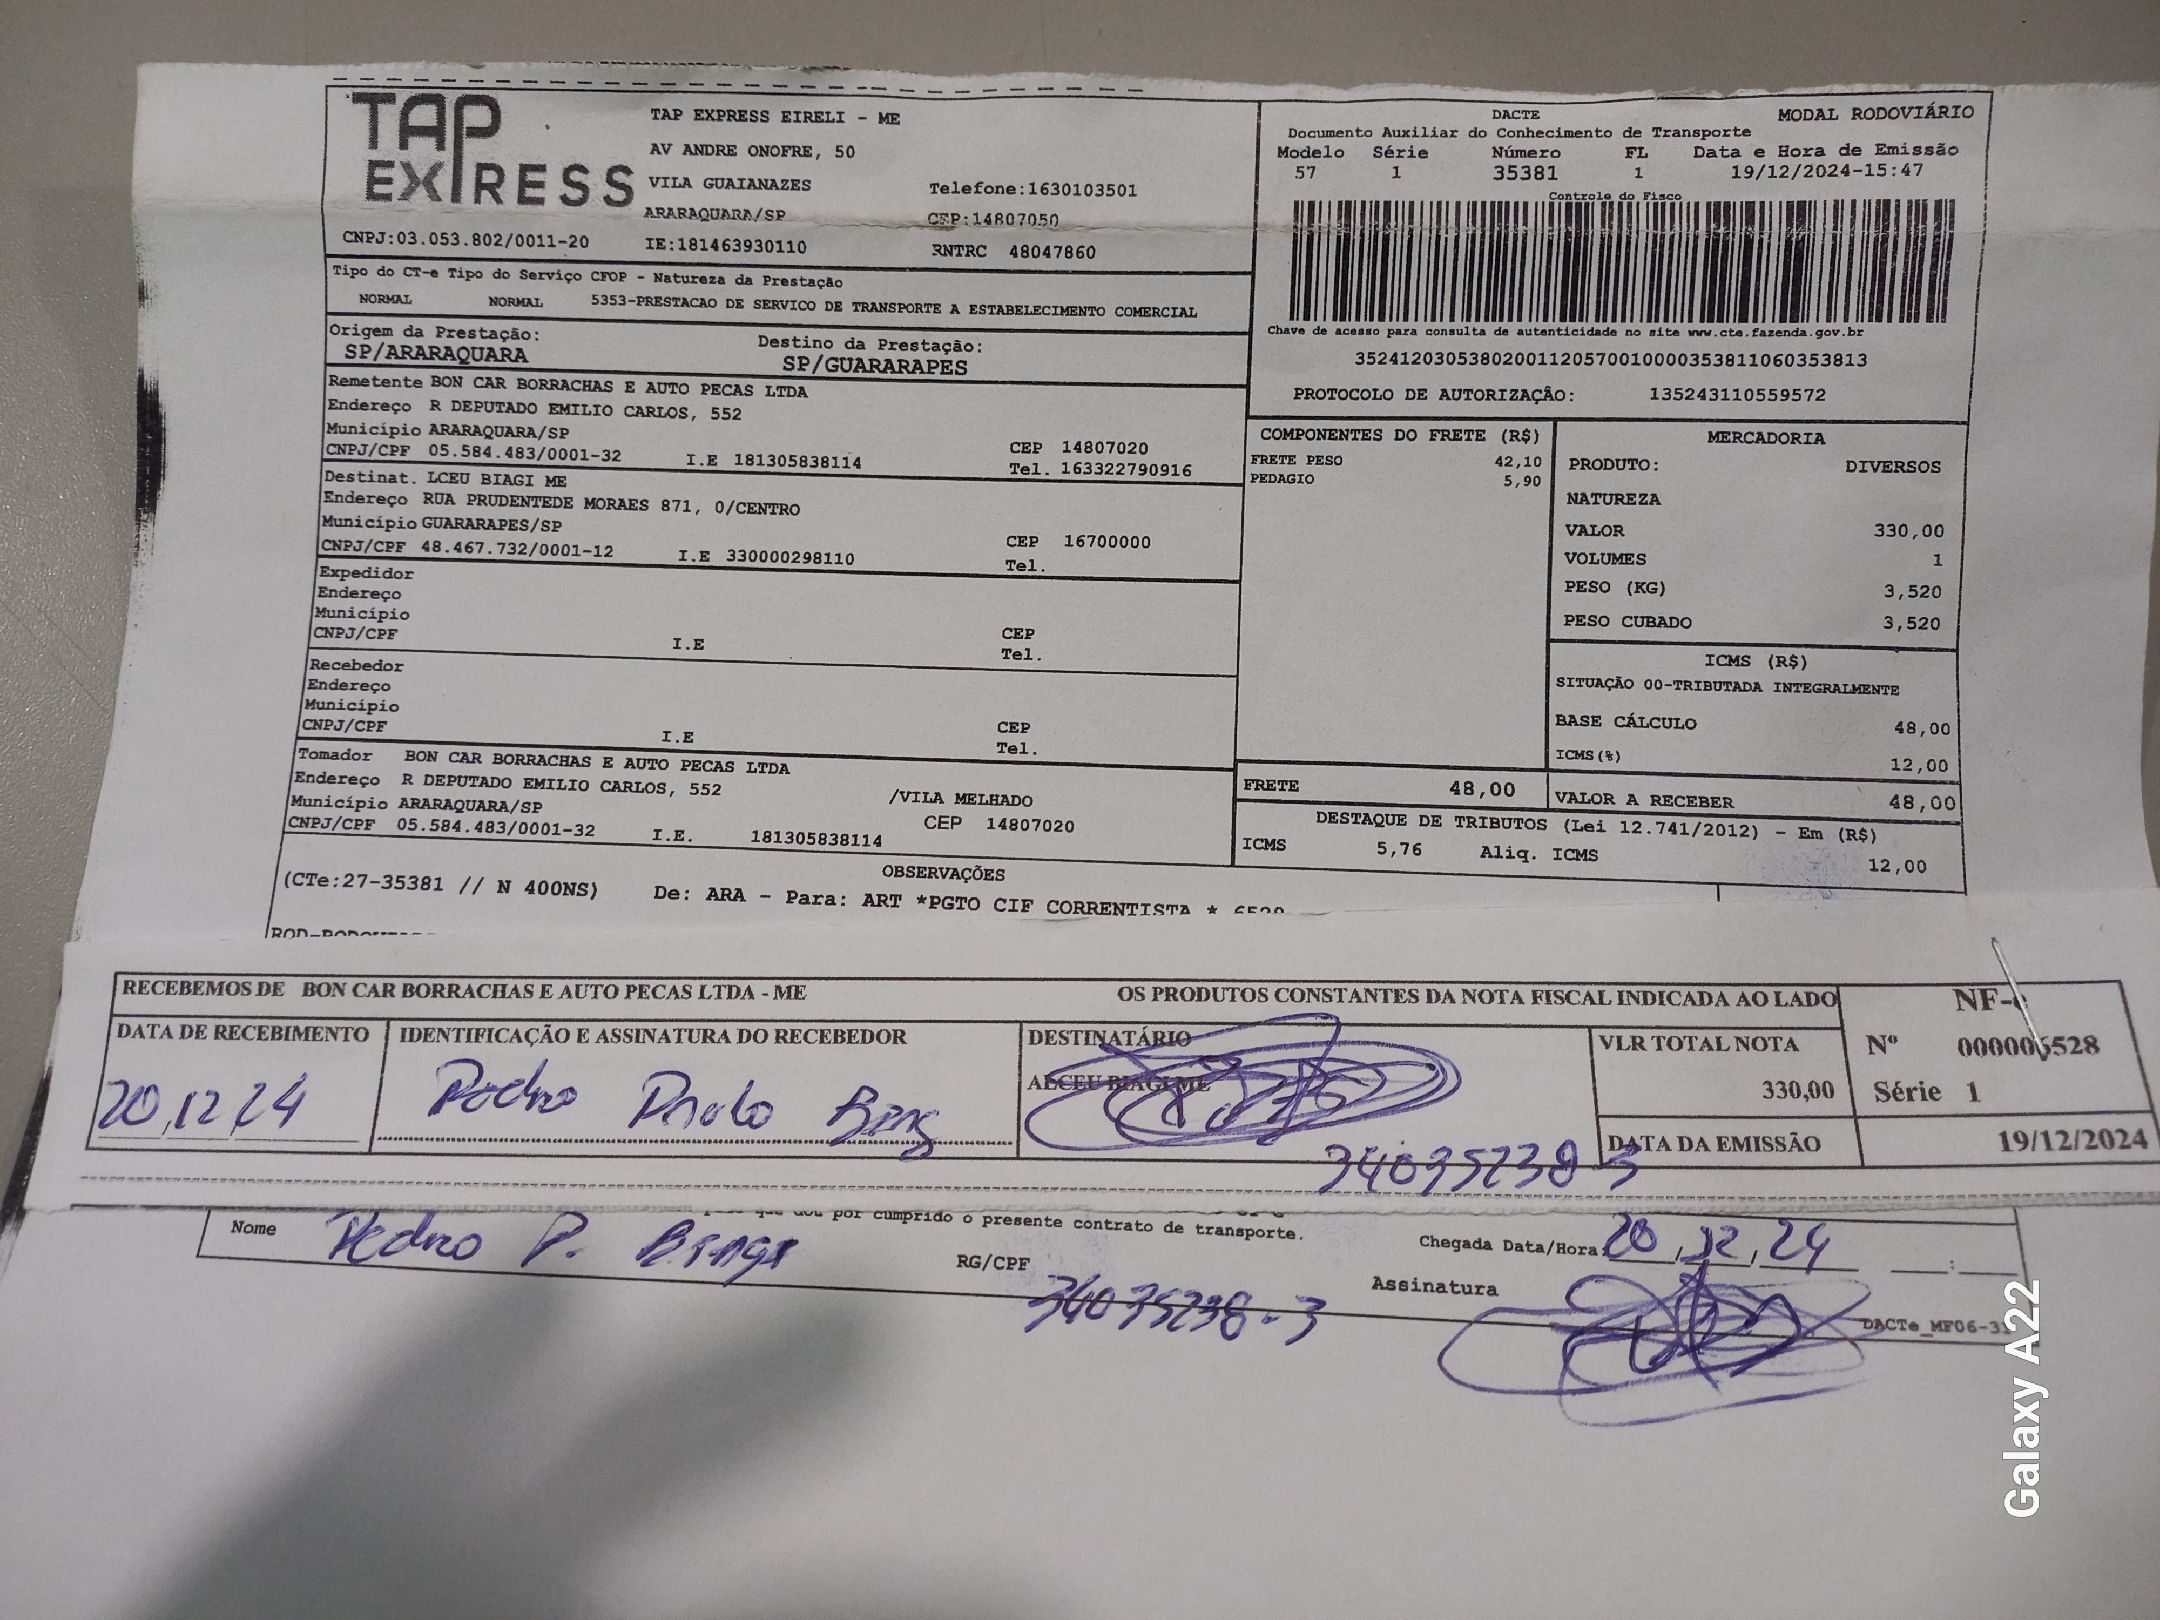 TAP EXPRESS
TAP EXPRESS EIRELI - ME
AV ANDRE ONOFRE, 50
VILA GUAIANAZES Telefone:1630103501
ARARAQUARA/SP CEP:14807050
CNPJ:03.053.802/0011-20 IE:181463930110 RNTRC 48047860
DACTE MODAL RODOVIÁRIO
Documento Auxiliar do Conhecimento de Transporte
Modelo Série Número FL Data e Hora de Emissão
57 1 35381 1 19/12/2024-15:47
Controle do Fisco
Chave de acesso para consulta de autenticidade no site www.cte.fazenda.gov.br
35241203053802001120570010000353811060353813
PROTOCOLO DE AUTORIZAÇÃO: 135243110559572
Tipo do CT-e Tipo do Serviço CFOP - Natureza da Prestação
NORMAL NORMAL 5353-PRESTACAO DE SERVICO DE TRANSPORTE A ESTABELECIMENTO COMERCIAL
Origem da Prestação: Destino da Prestação:
SP/ARARAQUARA SP/GUARARAPES
Remetente BON CAR BORRACHAS E AUTO PECAS LTDA
Endereço R DEPUTADO EMILIO CARLOS, 552
Município ARARAQUARA/SP CEP 14807020
CNPJ/CPF 05.584.483/0001-32 I.E 181305838114 Tel. 163322790916
Destinat. LCEU BIAGI ME
Endereço RUA PRUDENTEDE MORAES 871, 0/CENTRO
Município GUARARAPES/SP CEP 16700000
CNPJ/CPF 48.467.732/0001-12 I.E 330000298110 Tel.
Expedidor
Endereço
Município CEP
CNPJ/CPF I.E Tel.
Recebedor
Endereço
Município CEP
CNPJ/CPF I.E Tel.
Tomador BON CAR BORRACHAS E AUTO PECAS LTDA
Endereço R DEPUTADO EMILIO CARLOS, 552 /VILA MELHADO
Município ARARAQUARA/SP CEP 14807020
CNPJ/CPF 05.584.483/0001-32 I.E. 181305838114
COMPONENTES DO FRETE (R$)
FRETE PESO 42,10
PEDAGIO 5,90
MERCADORIA
PRODUTO: DIVERSOS
NATUREZA
VALOR 330,00
VOLUMES 1
PESO (KG) 3,520
PESO CUBADO 3,520
ICMS (R$)
SITUAÇÃO 00-TRIBUTADA INTEGRALMENTE
BASE CÁLCULO 48,00
ICMS(%) 12,00
FRETE 48,00 VALOR A RECEBER 48,00
DESTAQUE DE TRIBUTOS (Lei 12.741/2012) - Em (R$)
ICMS 5,76 Aliq. ICMS 12,00
OBSERVAÇÕES
(CTe:27-35381 // N 400NS) De: ARA - Para: ART *PGTO CIF CORRENTISTA *
RECEBEMOS DE BON CAR BORRACHAS E AUTO PECAS LTDA - ME OS PRODUTOS CONSTANTES DA NOTA FISCAL INDICADA AO LADO
NF-e
DATA DE RECEBIMENTO IDENTIFICAÇÃO E ASSINATURA DO RECEBEDOR DESTINATÁRIO VLR TOTAL NOTA
Nº 000006528
20,12,24 Pedro Paulo ALCEU BIAGI ME 330,00
Série 1
34035238-3 DATA DA EMISSÃO 19/12/2024
por cumprido o presente contrato de transporte.
Nome Pedro P. RG/CPF 34035238-3
Chegada Data/Hora: 20,12,24 :
Assinatura
Galaxy A22